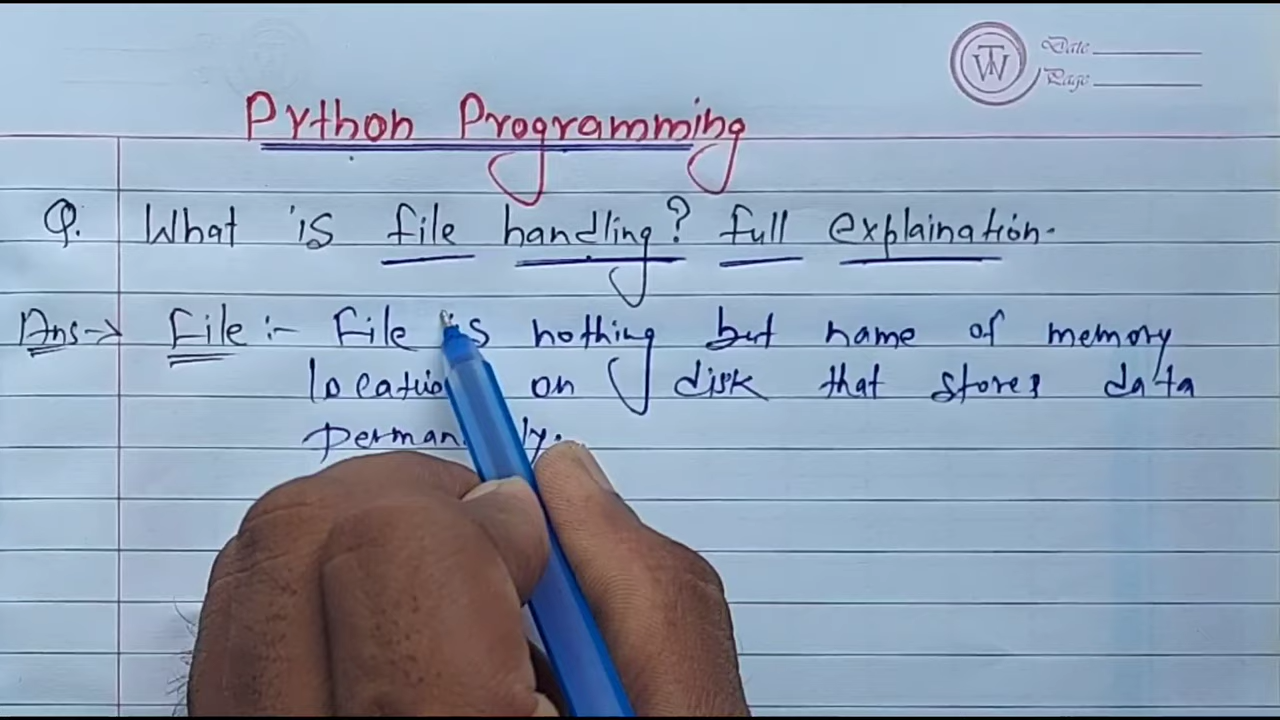 Date
Page
Python Programming
Q. What is file handling? full explaination.
Ans→ File:- File is nothing but name of memory
location on disk that stores data